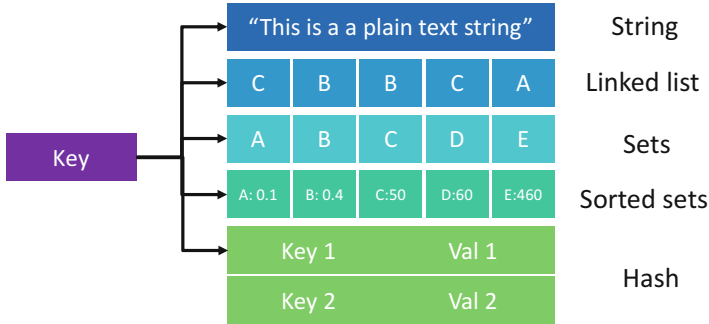 “This is a a plain text string” String
C B B C A Linked list
Key
A B C D E Sets
A: 0.1 B: 0.4 C:50 D:60 E:460 Sorted sets
Key 1 Val 1
Hash
Key 2 Val 2